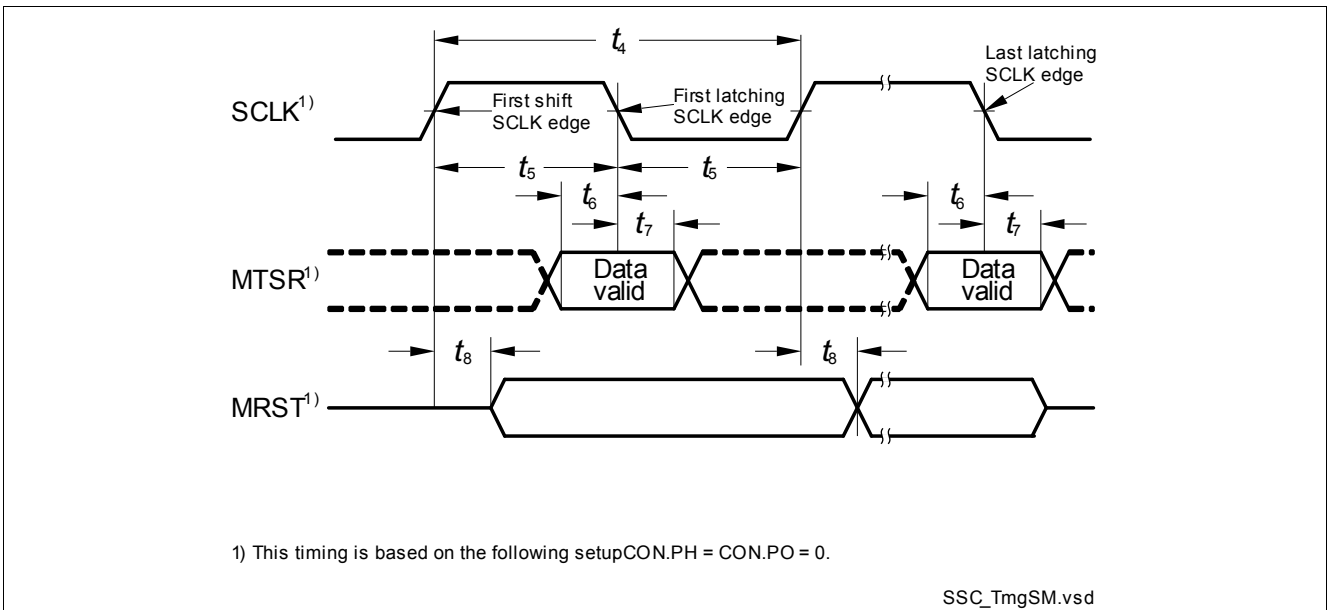 t4
Last latching
SCLK edge
SCLK1)
First shift
SCLK edge
First latching
SCLK edge
t5
t5
t6
t7
t6
t7
MTSR1)
Data
valid
Data
valid
t8
t8
MRST1)
1) This timing is based on the following setupCON.PH = CON.PO = 0.
SSC_TmgSM.vsd